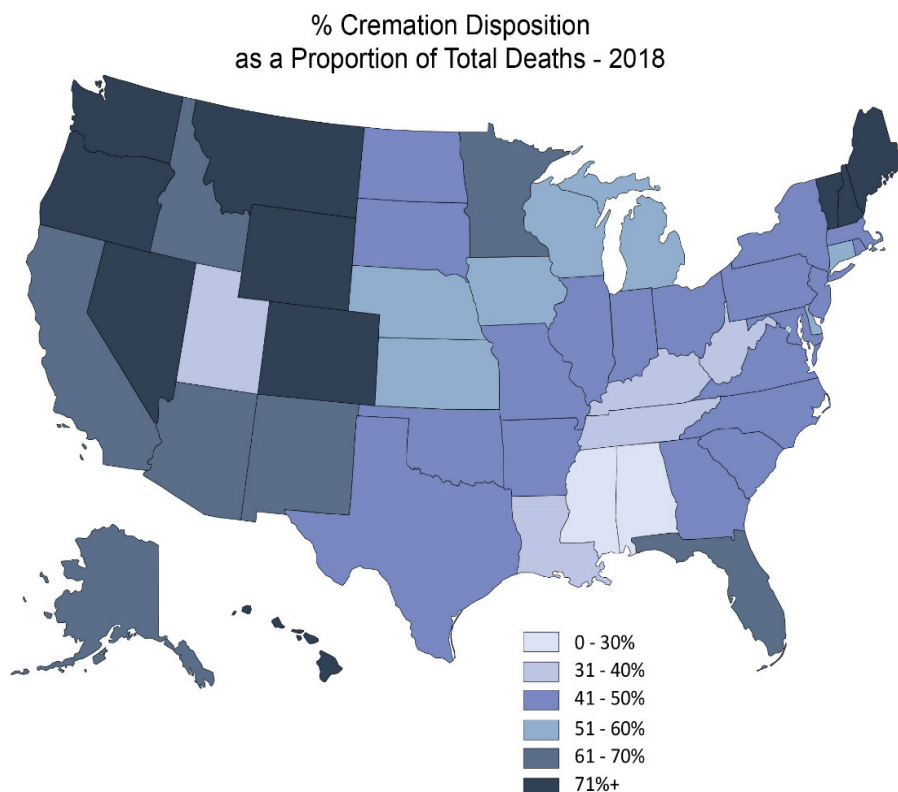 % Cremation Disposition
as a Proportion of Total Deaths - 2018
0 - 30%
31 - 40%
41 - 50%
51 - 60%
61 - 70%
71%+